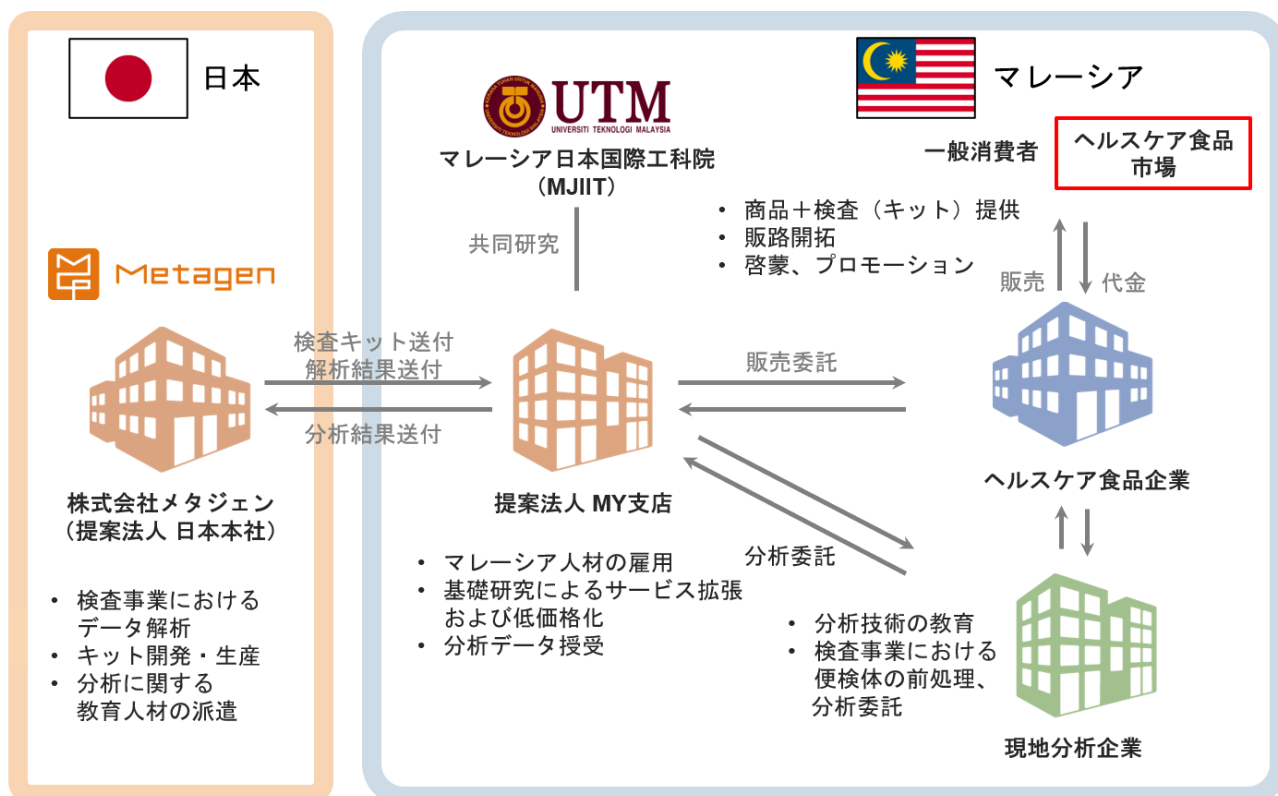 日本
Metagen
株式会社メタジェン
（提案法人 日本本社）
• 検査事業における
データ解析
• キット開発・生産
• 分析に関する
教育人材の派遣
検査キット送付
解析結果送付
分析結果送付
UTM
UNIVERSITI TEKNOLOGI MALAYSIA
マレーシア日本国際工科院
（MJIIT）
共同研究
提案法人 MY支店
• マレーシア人材の雇用
• 基礎研究によるサービス拡張
および低価格化
• 分析データ授受
マレーシア
一般消費者
ヘルスケア食品
市場
• 商品＋検査（キット）提供
• 販路開拓
• 啓蒙、プロモーション
販売
代金
販売委託
ヘルスケア食品企業
分析委託
• 分析技術の教育
• 検査事業における
便検体の前処理、
分析委託
現地分析企業